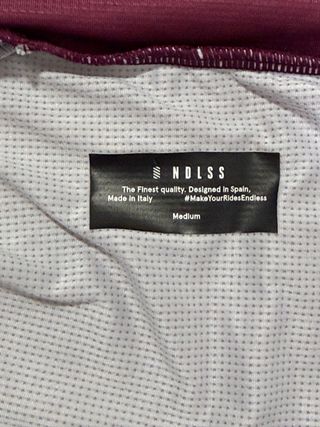 NDLSS
The Finest quality. Designed in Spain,
Made in Italy #MakeYourRidesEndless
Medium